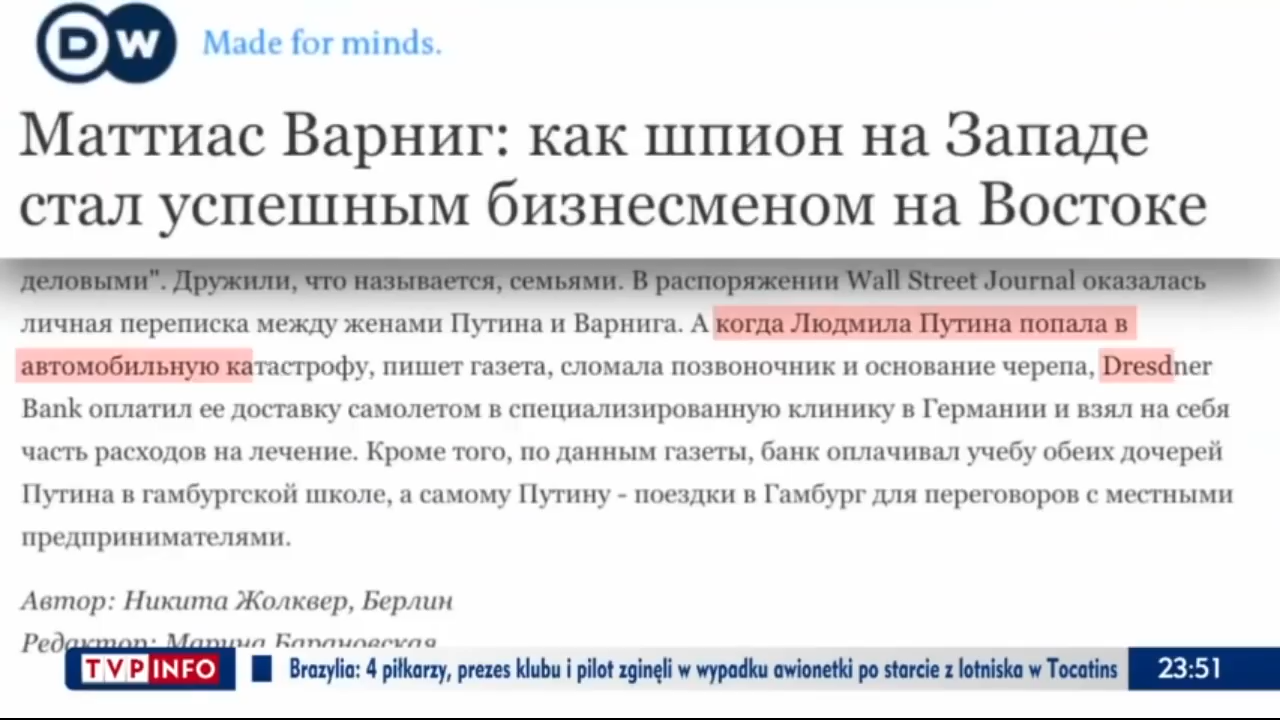 DW Made for minds.
Маттиас Варниг: как шпион на Западе
стал успешным бизнесменом на Востоке
деловыми". Дружили, что называется, семьями. В распоряжении Wall Street Journal оказалась
личная переписка между женами Путина и Варнига. А когда Людмила Путина попала в
автомобильную катастрофу, пишет газета, сломала позвоночник и основание черепа, Dresdner
Bank оплатил ее доставку самолетом в специализированную клинику в Германии и взял на себя
часть расходов на лечение. Кроме того, по данным газеты, банк оплачивал учебу обеих дочерей
Путина в гамбургской школе, а самому Путину - поездки в Гамбург для переговоров с местными
предпринимателями.
Автор: Никита Жолквер, Берлин
Редактор: Марина Барановская
TVP INFO Brazylia: 4 piłkarzy, prezes klubu i pilot zginęli w wypadku awionetki po starcie z lotniska w Tocatins 23:51